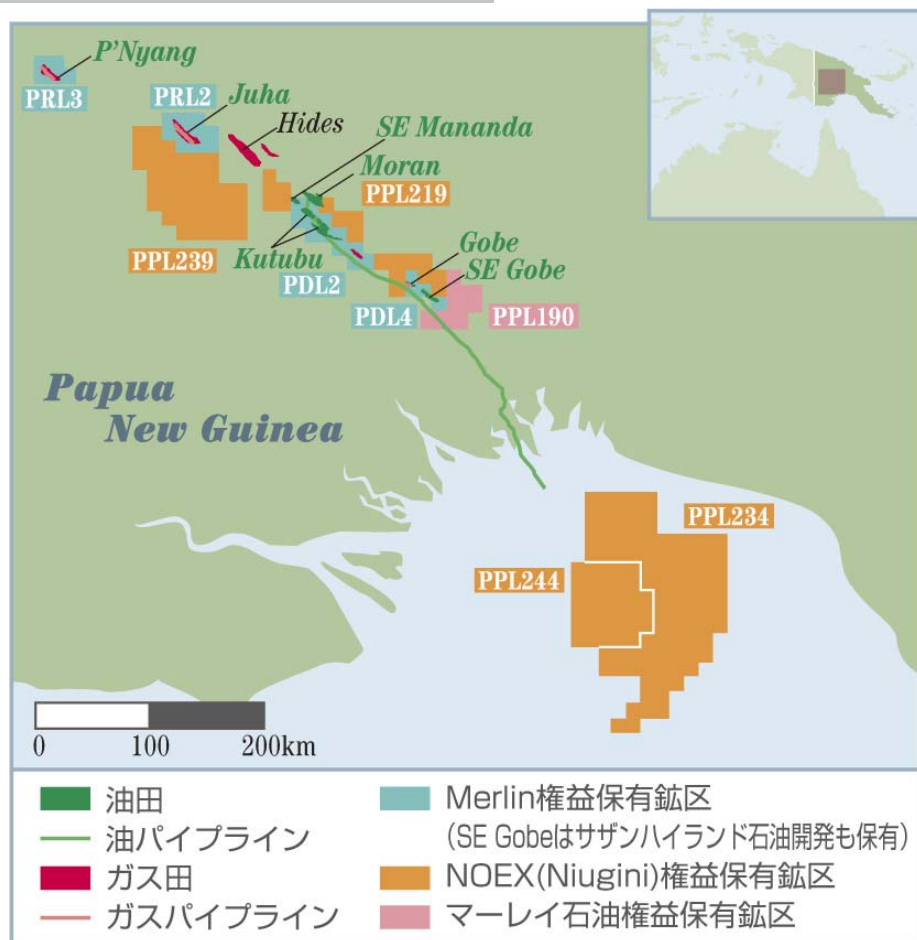 P'Nyang
PRL3
PRL2
Juha
Hides
SE Mananda
Moran
PPL219
PPL239
Kutubu
PDL2
Gobe
SE Gobe
PDL4
PPL190
Papua
New Guinea
PPL234
PPL244
0 100 200km
油田
油パイプライン
ガス田
ガスパイプライン
Merlin権益保有鉱区
(SE Gobeはサザンハイランド石油開発も保有)
NOEX(Niugini)権益保有鉱区
マーレイ石油権益保有鉱区